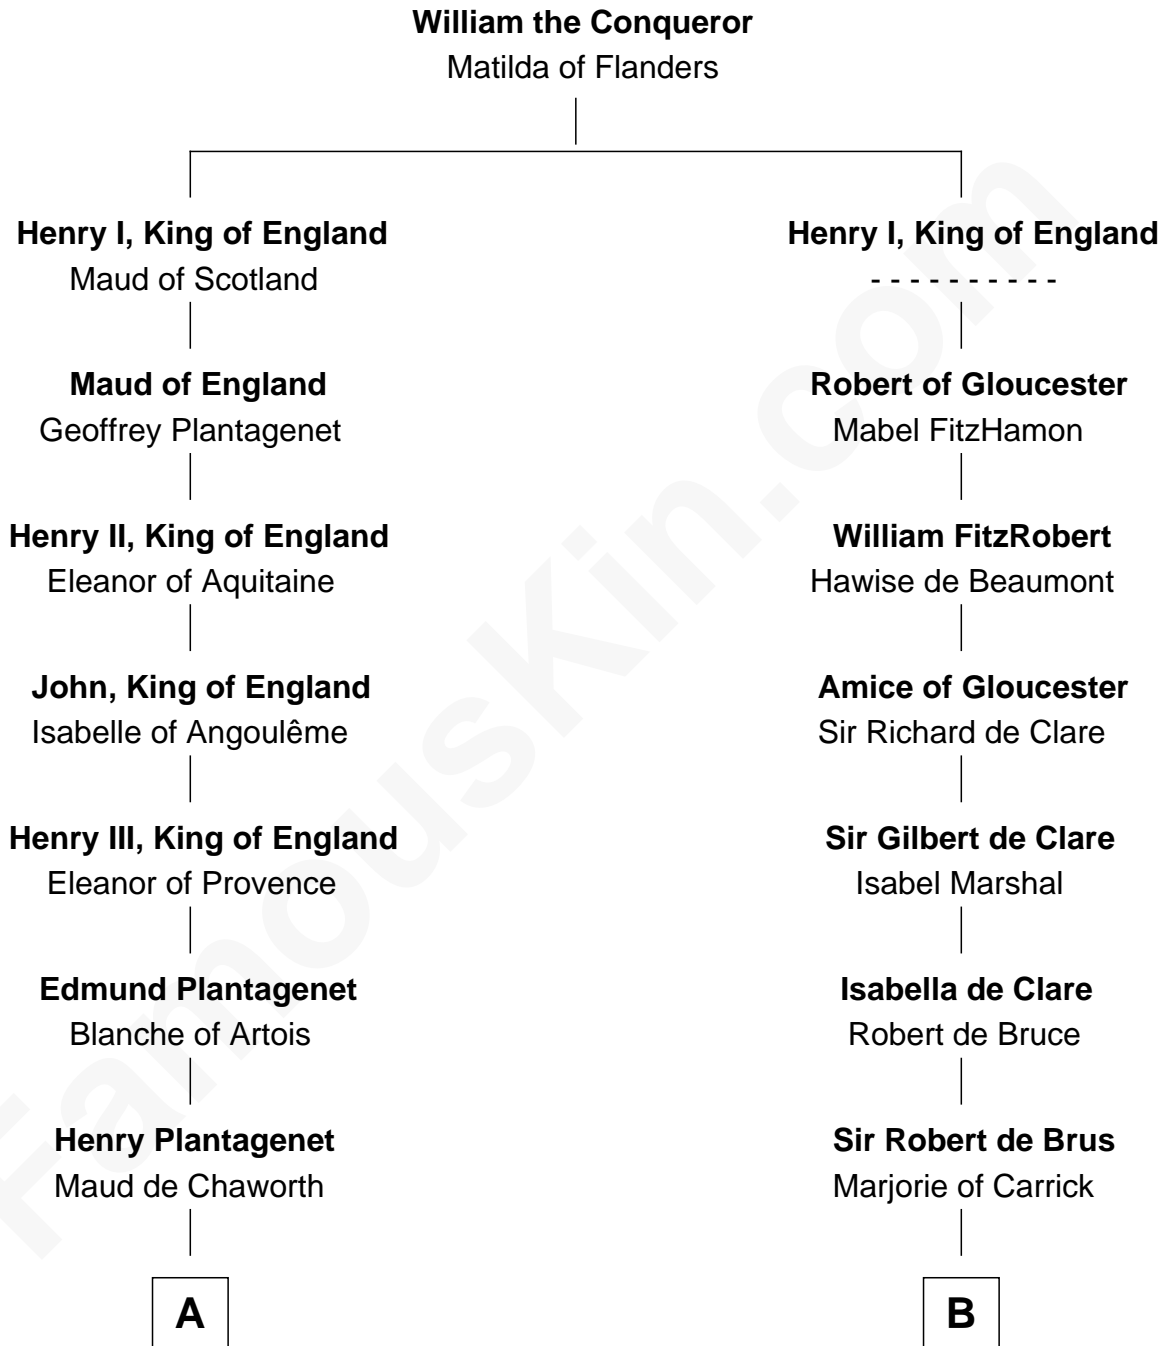 William the Conqueror
Matilda of Flanders
Henry I, King of England
Maud of Scotland
Maud of England
Geoffrey Plantagenet
Henry II, King of England
Eleanor of Aquitaine
John, King of England
Isabelle of Angoulême
Henry III, King of England
Eleanor of Provence
Edmund Plantagenet
Blanche of Artois
Henry Plantagenet
Maud de Chaworth
A
Henry I, King of England
- - - - - - - - - -
Robert of Gloucester
Mabel FitzHamon
William FitzRobert
Hawise de Beaumont
Amice of Gloucester
Sir Richard de Clare
Sir Gilbert de Clare
Isabel Marshal
Isabella de Clare
Robert de Bruce
Sir Robert de Brus
Marjorie of Carrick
B
FamousKin.com